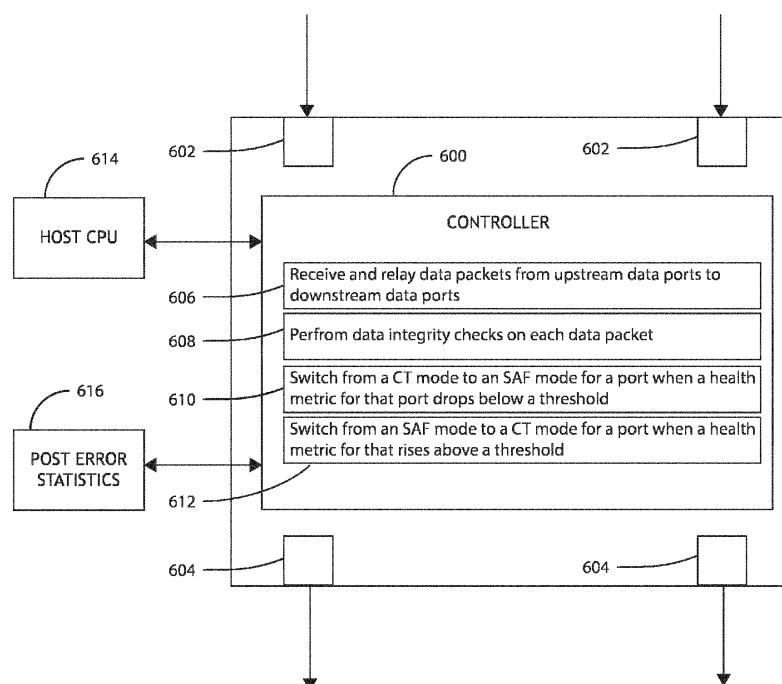 602
602
614
600
HOST CPU
CONTROLLER
606
Receive and relay data packets from upstream data ports to
downstream data ports
608
Perfrom data integrity checks on each data packet
610
Switch from a CT mode to an SAF mode for a port when a health
metric for that port drops below a threshold
616
Switch from an SAF mode to a CT mode for a port when a health
metric for that rises above a threshold
POST ERROR
STATISTICS
612
604
604